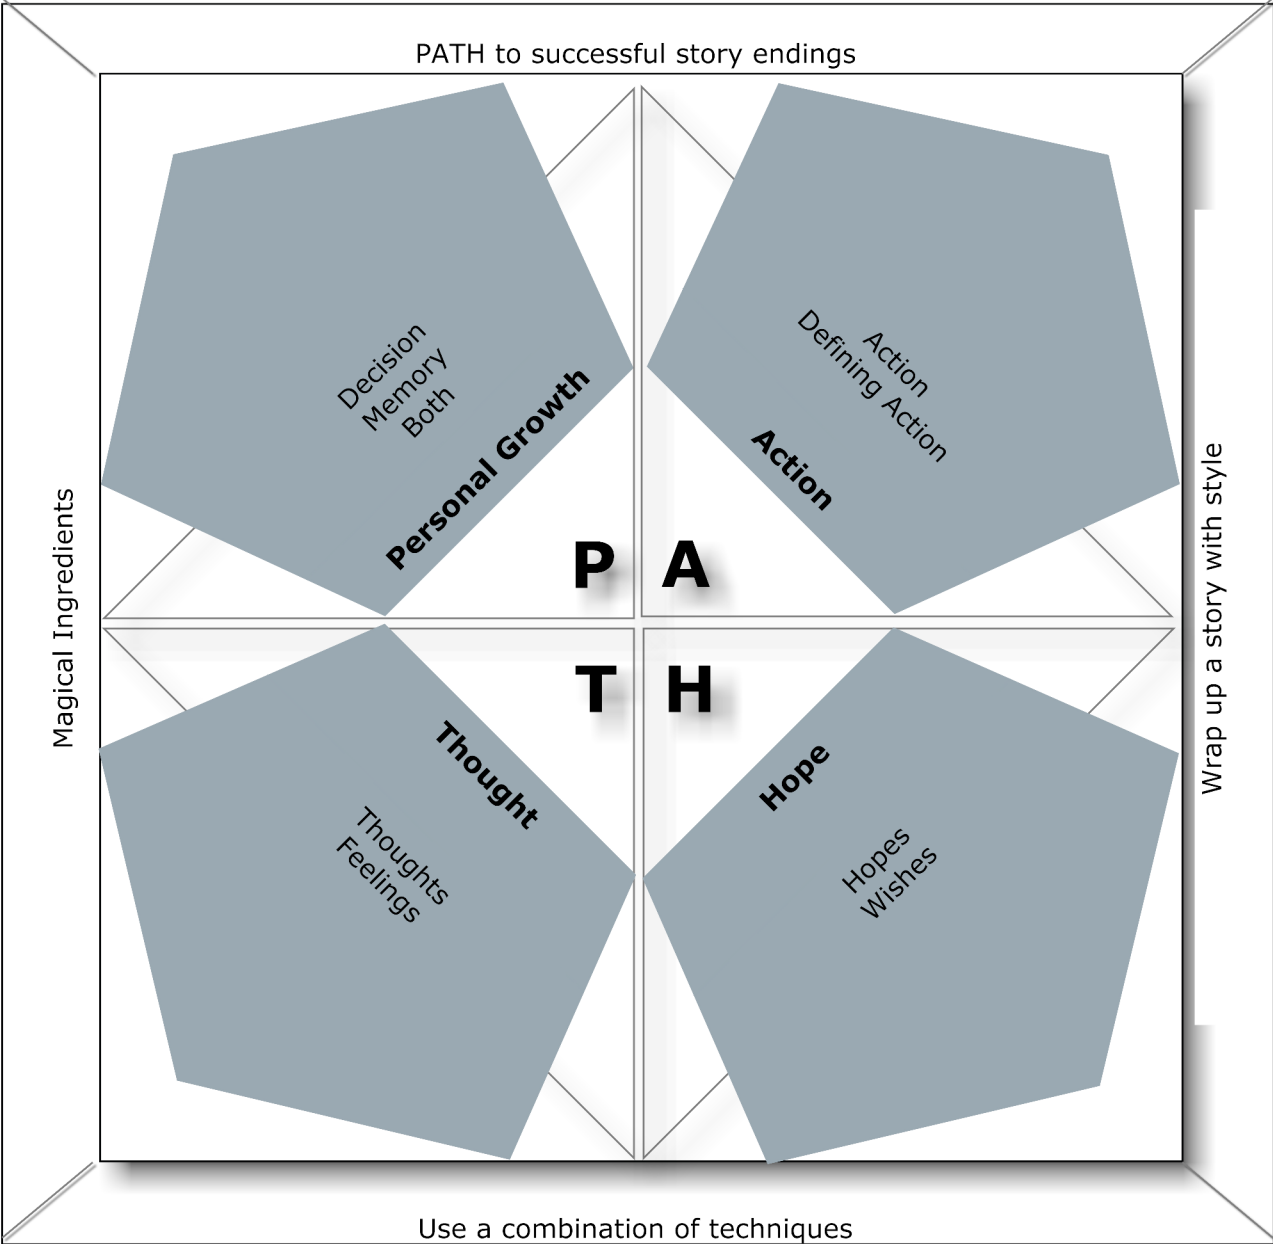 PATH to successful story endings
Decision
Memory
Both
Personal Growth
Action
Defining Action
Action
P A
T H
Thought
Thoughts
Feelings
Hope
Hopes
Wishes
Magical Ingredients
Wrap up a story with style
Use a combination of techniques